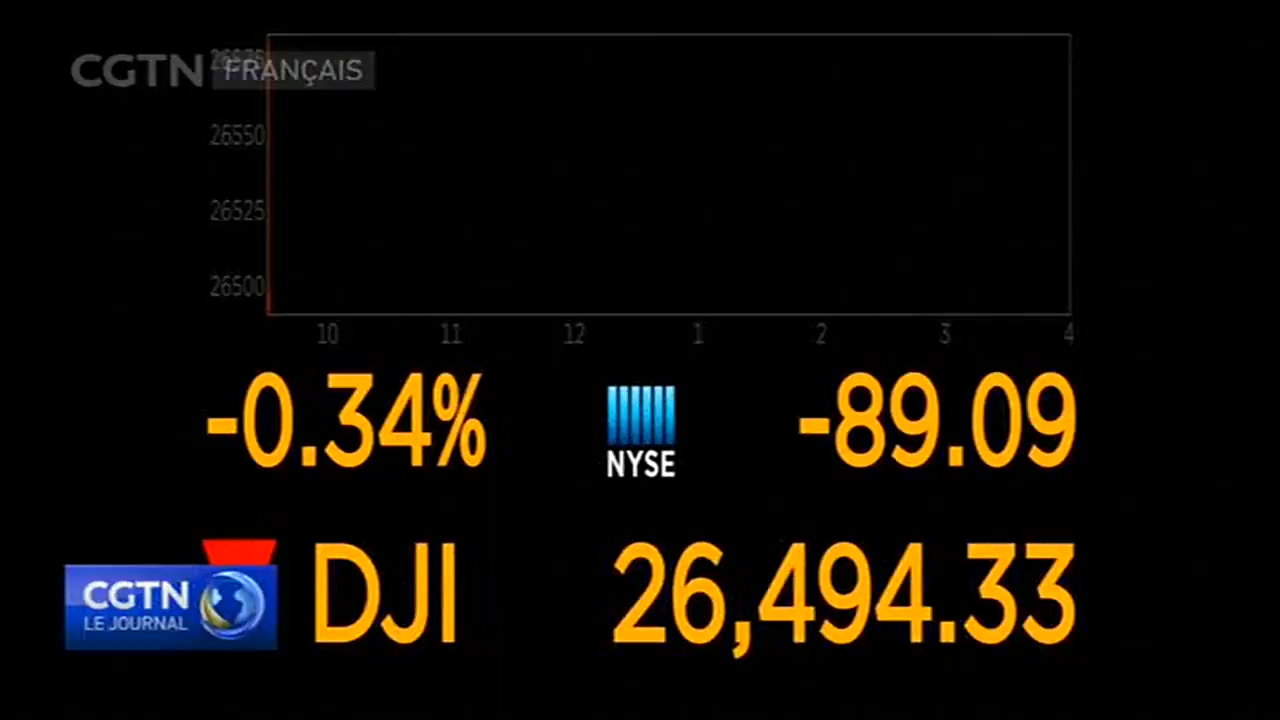 CGTN FRANÇAIS
26575
26550
26525
26500
10 11 12 1 2 3 4
-0.34% NYSE -89.09
DJI 26,494.33
CGTN
LE JOURNAL